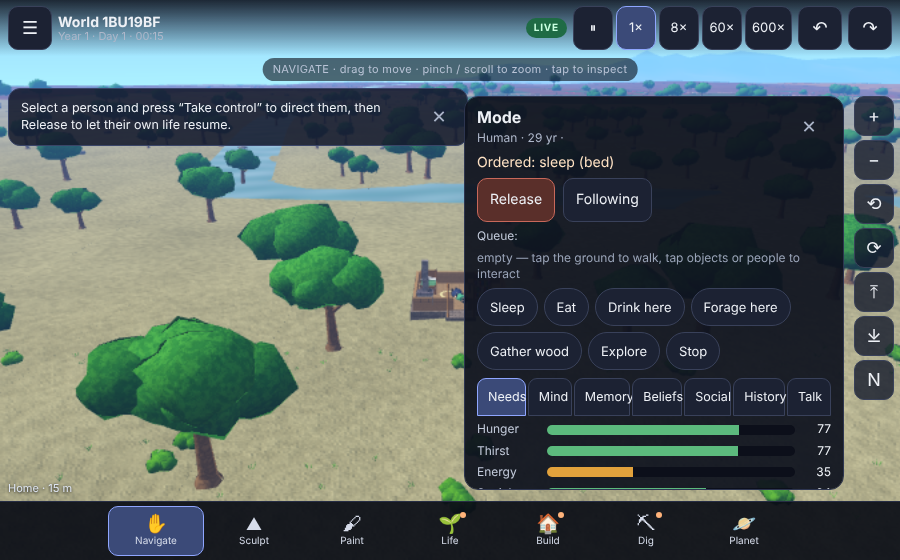 World 1BU19BF
Year 1 · Day 1 · 00:15
LIVE
1×
8×
60×
600×
NAVIGATE · drag to move · pinch / scroll to zoom · tap to inspect
Select a person and press “Take control” to direct them, then
Release to let their own life resume.
Mode
Human · 29 yr ·
Ordered: sleep (bed)
Release
Following
Queue:
empty — tap the ground to walk, tap objects or people to
interact
Sleep
Eat
Drink here
Forage here
Gather wood
Explore
Stop
Needs
Mind
Memory
Beliefs
Social
History
Talk
Hunger
77
Thirst
77
Energy
35
N
Home · 15 m
Navigate
Sculpt
Paint
Life
Build
Dig
Planet